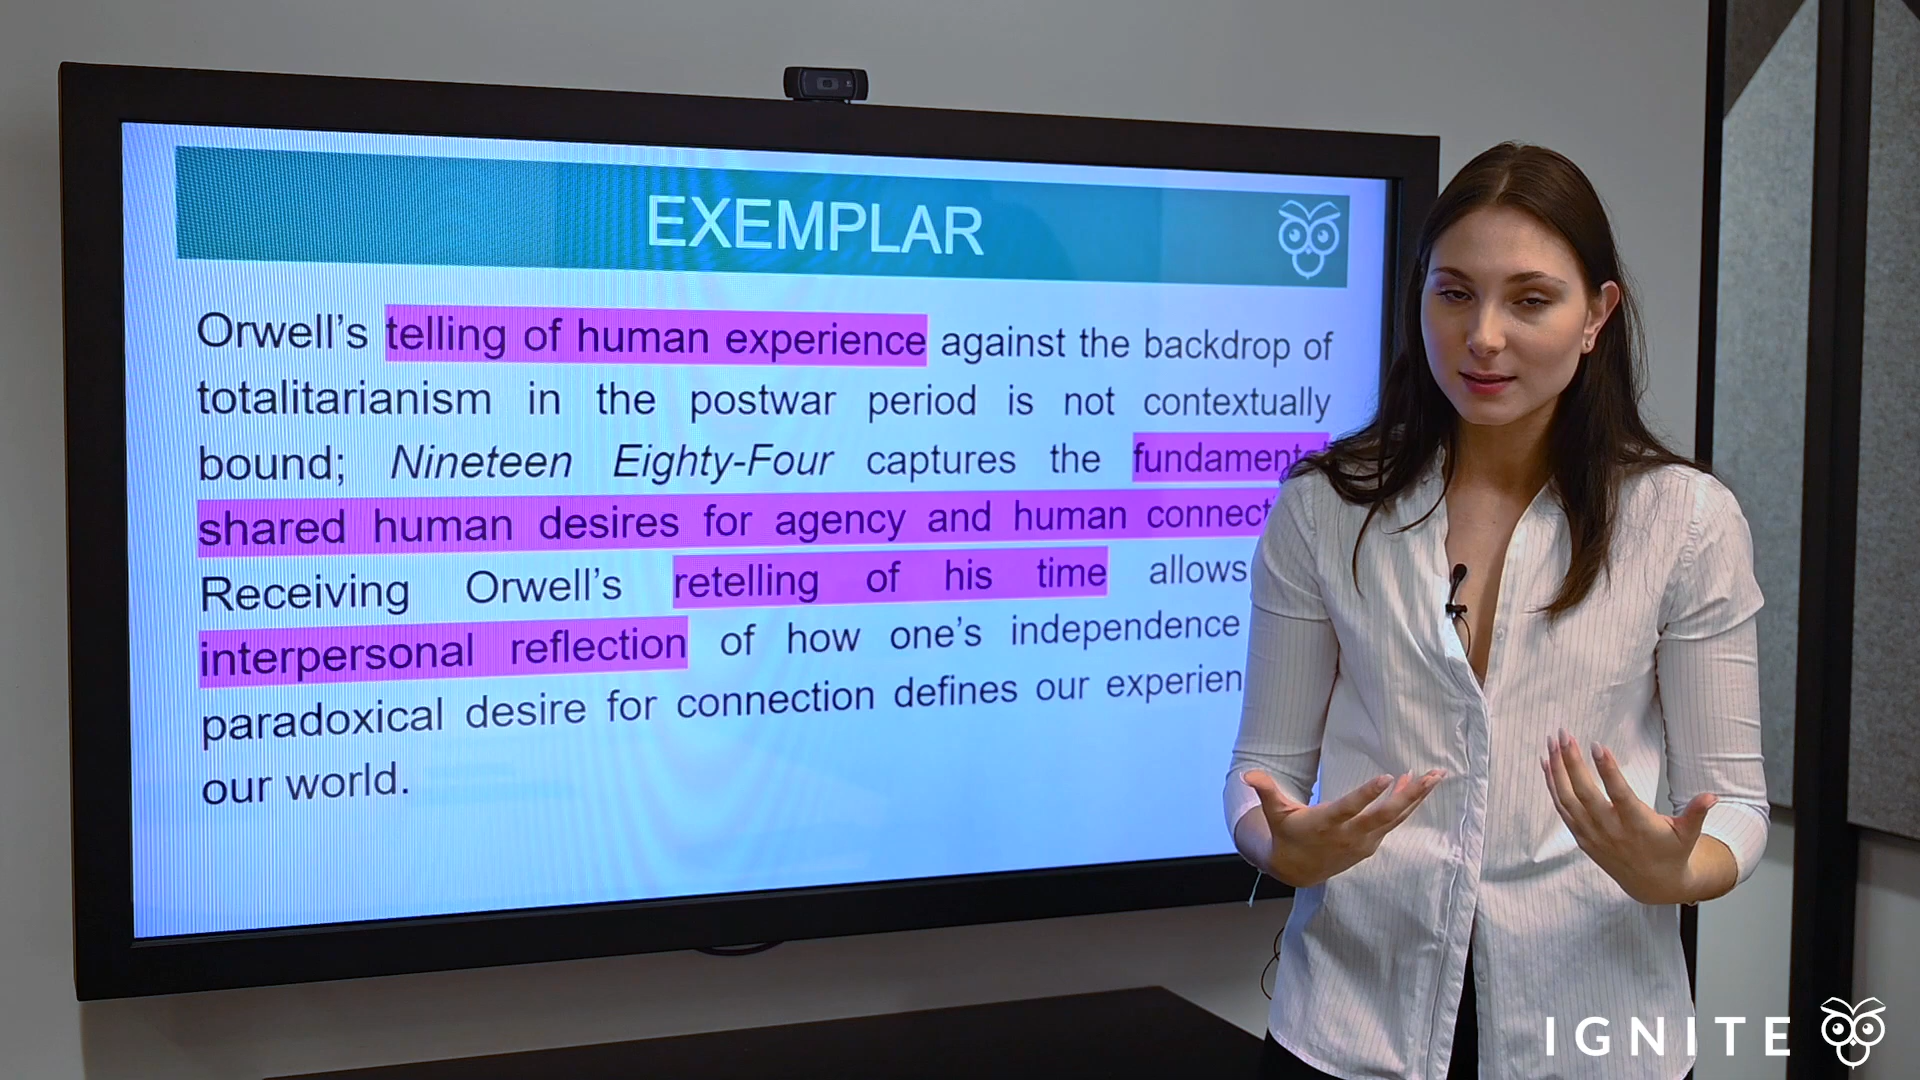 EXEMPLAR
Orwell's telling of human experience against the backdrop of
totalitarianism in the postwar period is not contextually
bound; Nineteen Eighty-Four captures the
shared human desires for agency and human
Receiving Orwell's retelling of his time allows
interpersonal reflection of how one's independence
paradoxical desire for connection defines our
our world.
IGNITE